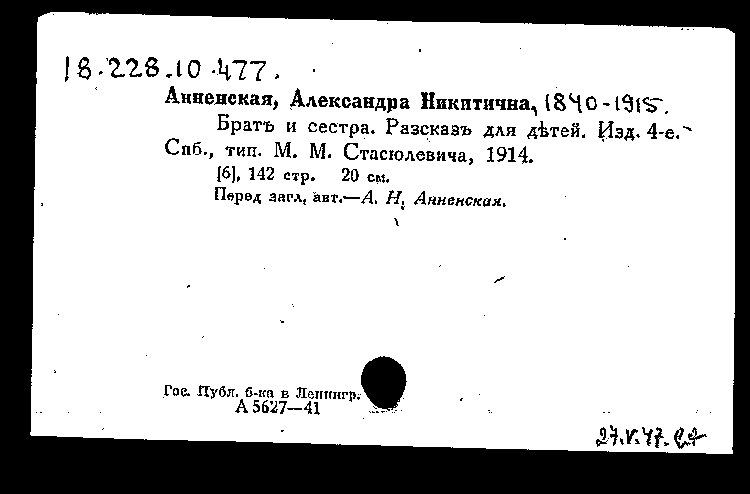 18.228.10.477.
Анненская, Александра Никитична, 1840-1915.
Братъ и сестра. Разсказъ для дѣтей. Изд. 4-е.
Спб., тип. М. М. Стасюлевича, 1914.
[6], 142 стр. 20 см.
Перед загл. авт.—А. Н. Анненская.
Гос. Публ. б-ка в Ленингр.
А 5627—41
27.V.47.